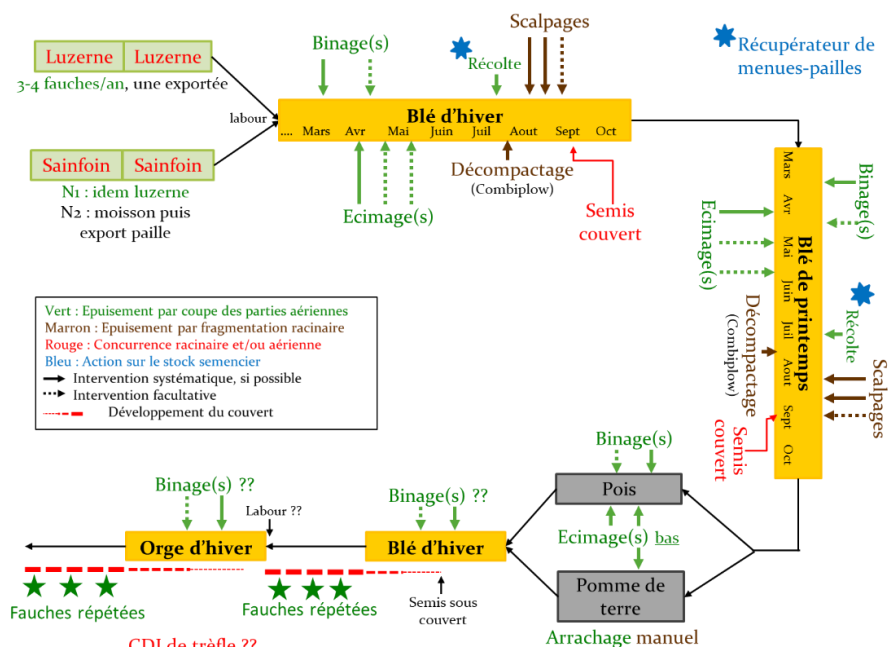 Luzerne Luzerne
3-4 fauches/an, une exportée
labour
Sainfoin Sainfoin
N1 : idem luzerne
N2 : moisson puis
export paille
Binage(s)
Récolte
Scalpages
Récupérateur de
menues-pailles
Blé d'hiver
.... Mars Avr Mai Juin Juil Aout Sept Oct
Ecimage(s)
Décompactage
(Combiplow)
Semis
couvert
Mars Avr Mai Juin Juil Aout Sept Oct
Blé de printemps
Binage(s)
Ecimage(s)
Récolte
Décompactage
(Combiplow)
Scalpages
Semis
couvert
Vert : Epuisement par coupe des parties aériennes
Marron : Epuisement par fragmentation racinaire
Rouge : Concurrence racinaire et/ou aérienne
Bleu : Action sur le stock semencier
Intervention systématique, si possible
Intervention facultative
Développement du couvert
Binage(s)
Pois
Ecimage(s) bas
Pomme de
terre
Arrachage manuel
Binage(s) ??
Blé d'hiver
Semis sous
couvert
Fauches répétées
Binage(s) ??
Labour ??
Orge d'hiver
Fauches répétées
CDI de trèfle ??